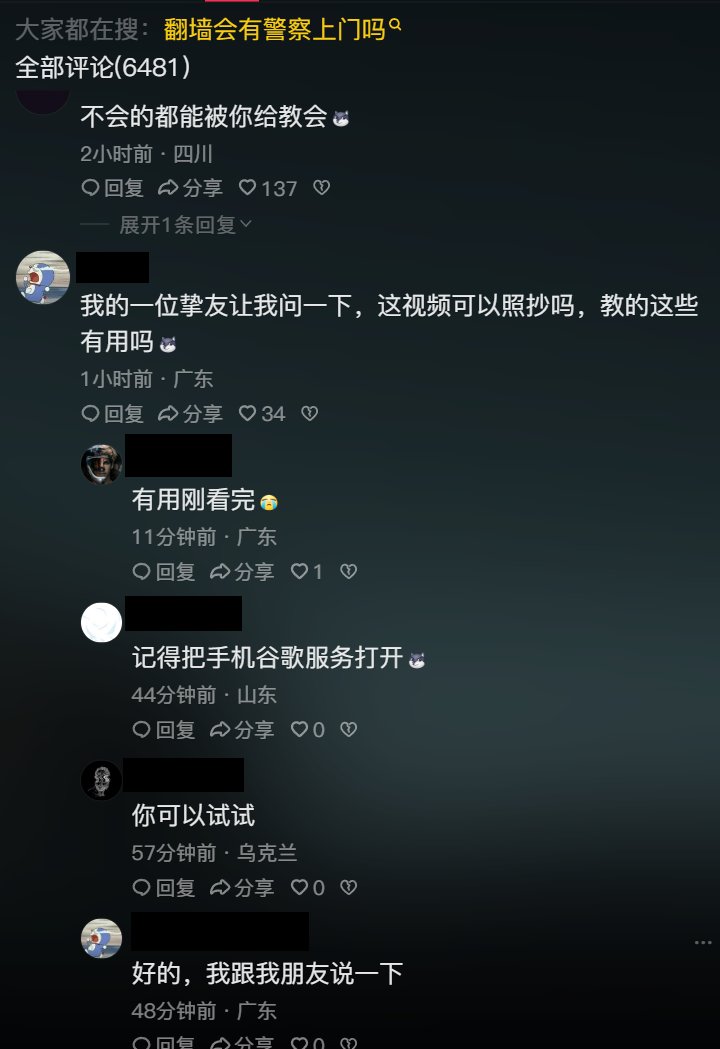 大家都在搜：翻墙会有警察上门吗
全部评论(6481)
不会的都能被你给教会
2小时前 · 四川
回复 分享 137
展开1条回复
我的一位挚友让我问一下，这视频可以照抄吗，教的这些
有用吗
1小时前 · 广东
回复 分享 34
有用刚看完
11分钟前 · 广东
回复 分享 1
记得把手机谷歌服务打开
44分钟前 · 山东
回复 分享 0
你可以试试
57分钟前 · 乌克兰
回复 分享 0
好的，我跟我朋友说一下
48分钟前 · 广东
回复 分享 0